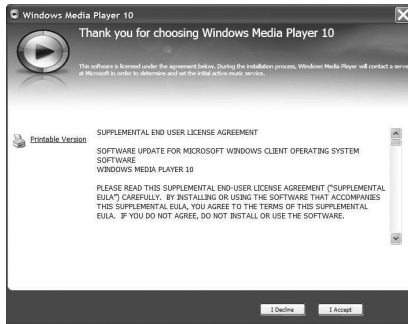 Windows Media Player 10
Thank you for choosing Windows Media Player 10
This software is licensed under the agreement below. During the installation process, Windows Media Player will contact a serve
at Microsoft in order to determine and set the initial active music service.
Printable Version
SUPPLEMENTAL END USER LICENSE AGREEMENT
SOFTWARE UPDATE FOR MICROSOFT WINDOWS CLIENT OPERATING SYSTEM
SOFTWARE
WINDOWS MEDIA PLAYER 10
PLEASE READ THIS SUPPLEMENTAL END-USER LICENSE AGREEMENT ("SUPPLEMENTAL
EULA") CAREFULLY. BY INSTALLING OR USING THE SOFTWARE THAT ACCOMPANIES
THIS SUPPLEMENTAL EULA, YOU AGREE TO THE TERMS OF THIS SUPPLEMENTAL
EULA. IF YOU DO NOT AGREE, DO NOT INSTALL OR USE THE SOFTWARE.
I Decline
I Accept